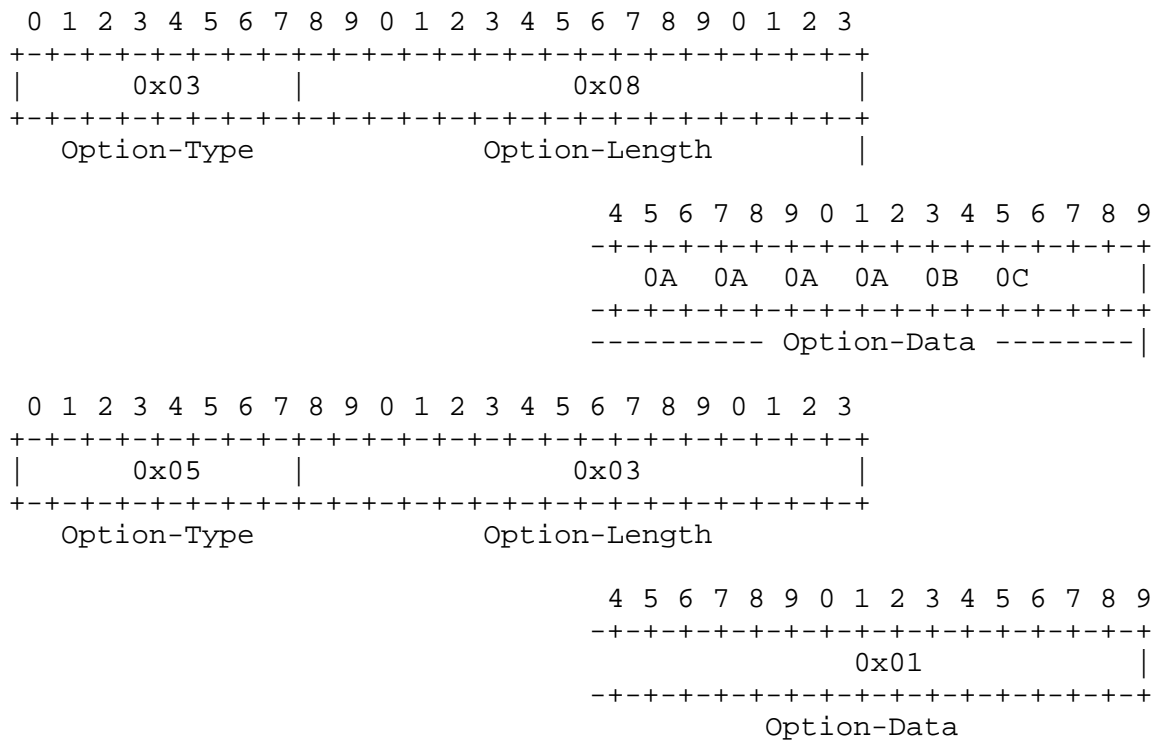 0 1 2 3 4 5 6 7 8 9 0 1 2 3 4 5 6 7 8 9 0 1 2 3
+-+-+-+-+-+-+-+-+-+-+-+-+-+-+-+-+-+-+-+-+-+-+-+-+
|      0x03     |               0x08            |
+-+-+-+-+-+-+-+-+-+-+-+-+-+-+-+-+-+-+-+-+-+-+-+-+
   Option-Type             Option-Length        |
                                  4 5 6 7 8 9 0 1 2 3 4 5 6 7 8 9
                                 -+-+-+-+-+-+-+-+-+-+-+-+-+-+-+-+
                                    0A  0A  0A  0A  0B  0C      |
                                 -+-+-+-+-+-+-+-+-+-+-+-+-+-+-+-+
                                 ---------- Option-Data --------|
 0 1 2 3 4 5 6 7 8 9 0 1 2 3 4 5 6 7 8 9 0 1 2 3
+-+-+-+-+-+-+-+-+-+-+-+-+-+-+-+-+-+-+-+-+-+-+-+-+
|      0x05     |               0x03            |
+-+-+-+-+-+-+-+-+-+-+-+-+-+-+-+-+-+-+-+-+-+-+-+-+
   Option-Type             Option-Length
                                  4 5 6 7 8 9 0 1 2 3 4 5 6 7 8 9
                                 -+-+-+-+-+-+-+-+-+-+-+-+-+-+-+-+
                                                0x01            |
                                 -+-+-+-+-+-+-+-+-+-+-+-+-+-+-+-+
                                           Option-Data